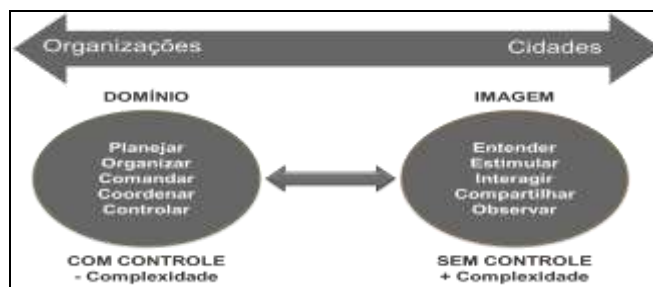 Organizações
Cidades
DOMÍNIO
Planejar
Organizar
Comandar
Coordenar
Controlar
COM CONTROLE
- Complexidade
IMAGEM
Entender
Estimular
Interagir
Compartilhar
Observar
SEM CONTROLE
+ Complexidade